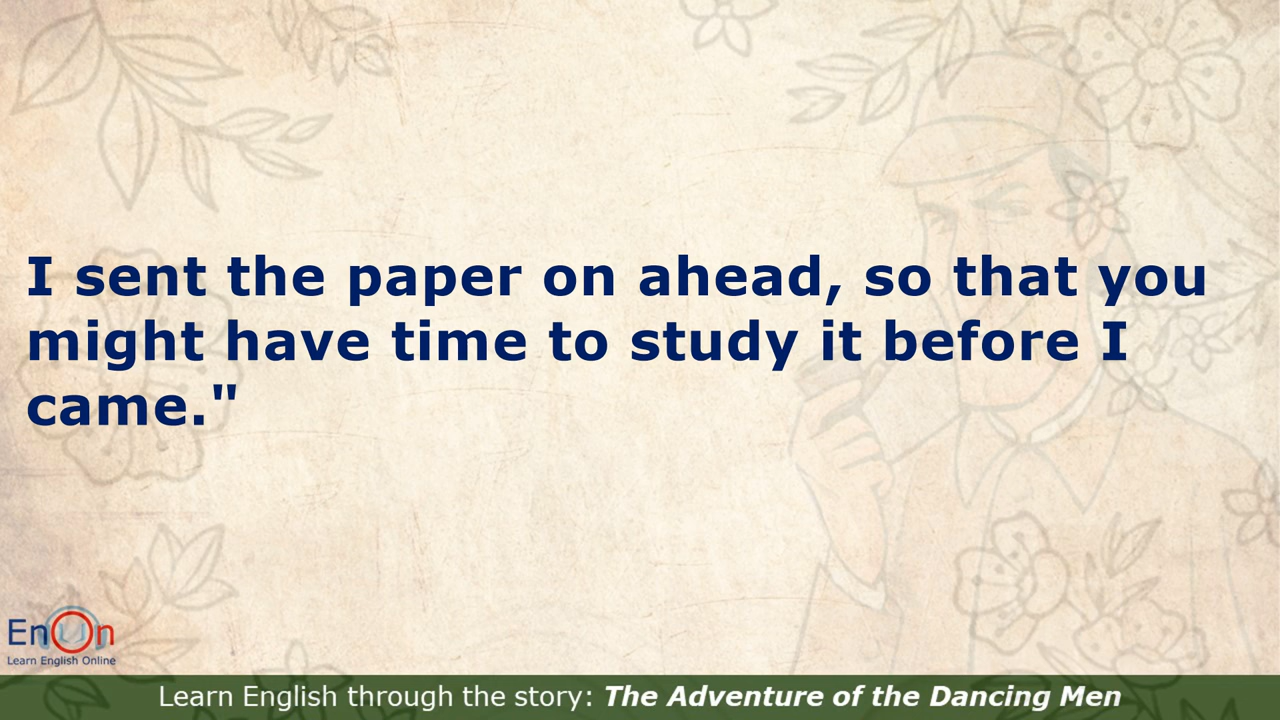 I sent the paper on ahead, so that you
might have time to study it before I
came."
EnOn
Learn English Online
Learn English through the story: The Adventure of the Dancing Men